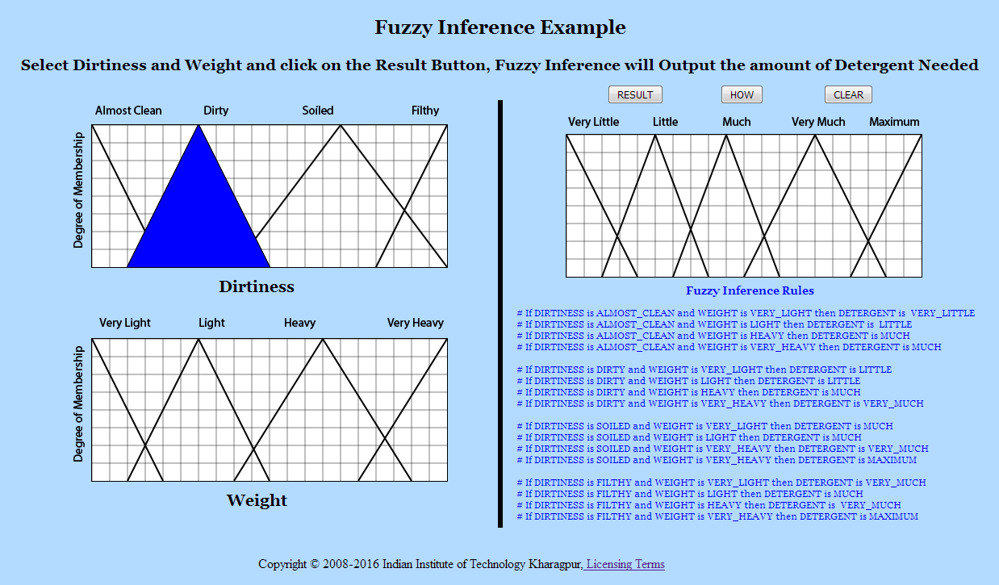 Fuzzy Inference Example
Select Dirtiness and Weight and click on the Result Button, Fuzzy Inference will Output the amount of Detergent Needed
Almost Clean Dirty Soiled Filthy
Degree of Membership
Dirtiness
Very Light Light Heavy Very Heavy
Degree of Membership
Weight
RESULT HOW CLEAR
Very Little Little Much Very Much Maximum
Fuzzy Inference Rules
# If DIRTINESS is ALMOST_CLEAN and WEIGHT is VERY_LIGHT then DETERGENT is VERY_LITTLE
# If DIRTINESS is ALMOST_CLEAN and WEIGHT is LIGHT then DETERGENT is LITTLE
# If DIRTINESS is ALMOST_CLEAN and WEIGHT is HEAVY then DETERGENT is MUCH
# If DIRTINESS is ALMOST_CLEAN and WEIGHT is VERY_HEAVY then DETERGENT is MUCH
# If DIRTINESS is DIRTY and WEIGHT is VERY_LIGHT then DETERGENT is LITTLE
# If DIRTINESS is DIRTY and WEIGHT is LIGHT then DETERGENT is LITTLE
# If DIRTINESS is DIRTY and WEIGHT is HEAVY then DETERGENT is MUCH
# If DIRTINESS is DIRTY and WEIGHT is VERY_HEAVY then DETERGENT is VERY_MUCH
# If DIRTINESS is SOILED and WEIGHT is VERY_LIGHT then DETERGENT is MUCH
# If DIRTINESS is SOILED and WEIGHT is LIGHT then DETERGENT is MUCH
# If DIRTINESS is SOILED and WEIGHT is VERY_HEAVY then DETERGENT is VERY_MUCH
# If DIRTINESS is SOILED and WEIGHT is VERY_HEAVY then DETERGENT is MAXIMUM
# If DIRTINESS is FILTHY and WEIGHT is VERY_LIGHT then DETERGENT is VERY_MUCH
# If DIRTINESS is FILTHY and WEIGHT is LIGHT then DETERGENT is MUCH
# If DIRTINESS is FILTHY and WEIGHT is HEAVY then DETERGENT is VERY_MUCH
# If DIRTINESS is FILTHY and WEIGHT is VERY_HEAVY then DETERGENT is MAXIMUM
Copyright © 2008-2016 Indian Institute of Technology Kharagpur, Licensing Terms